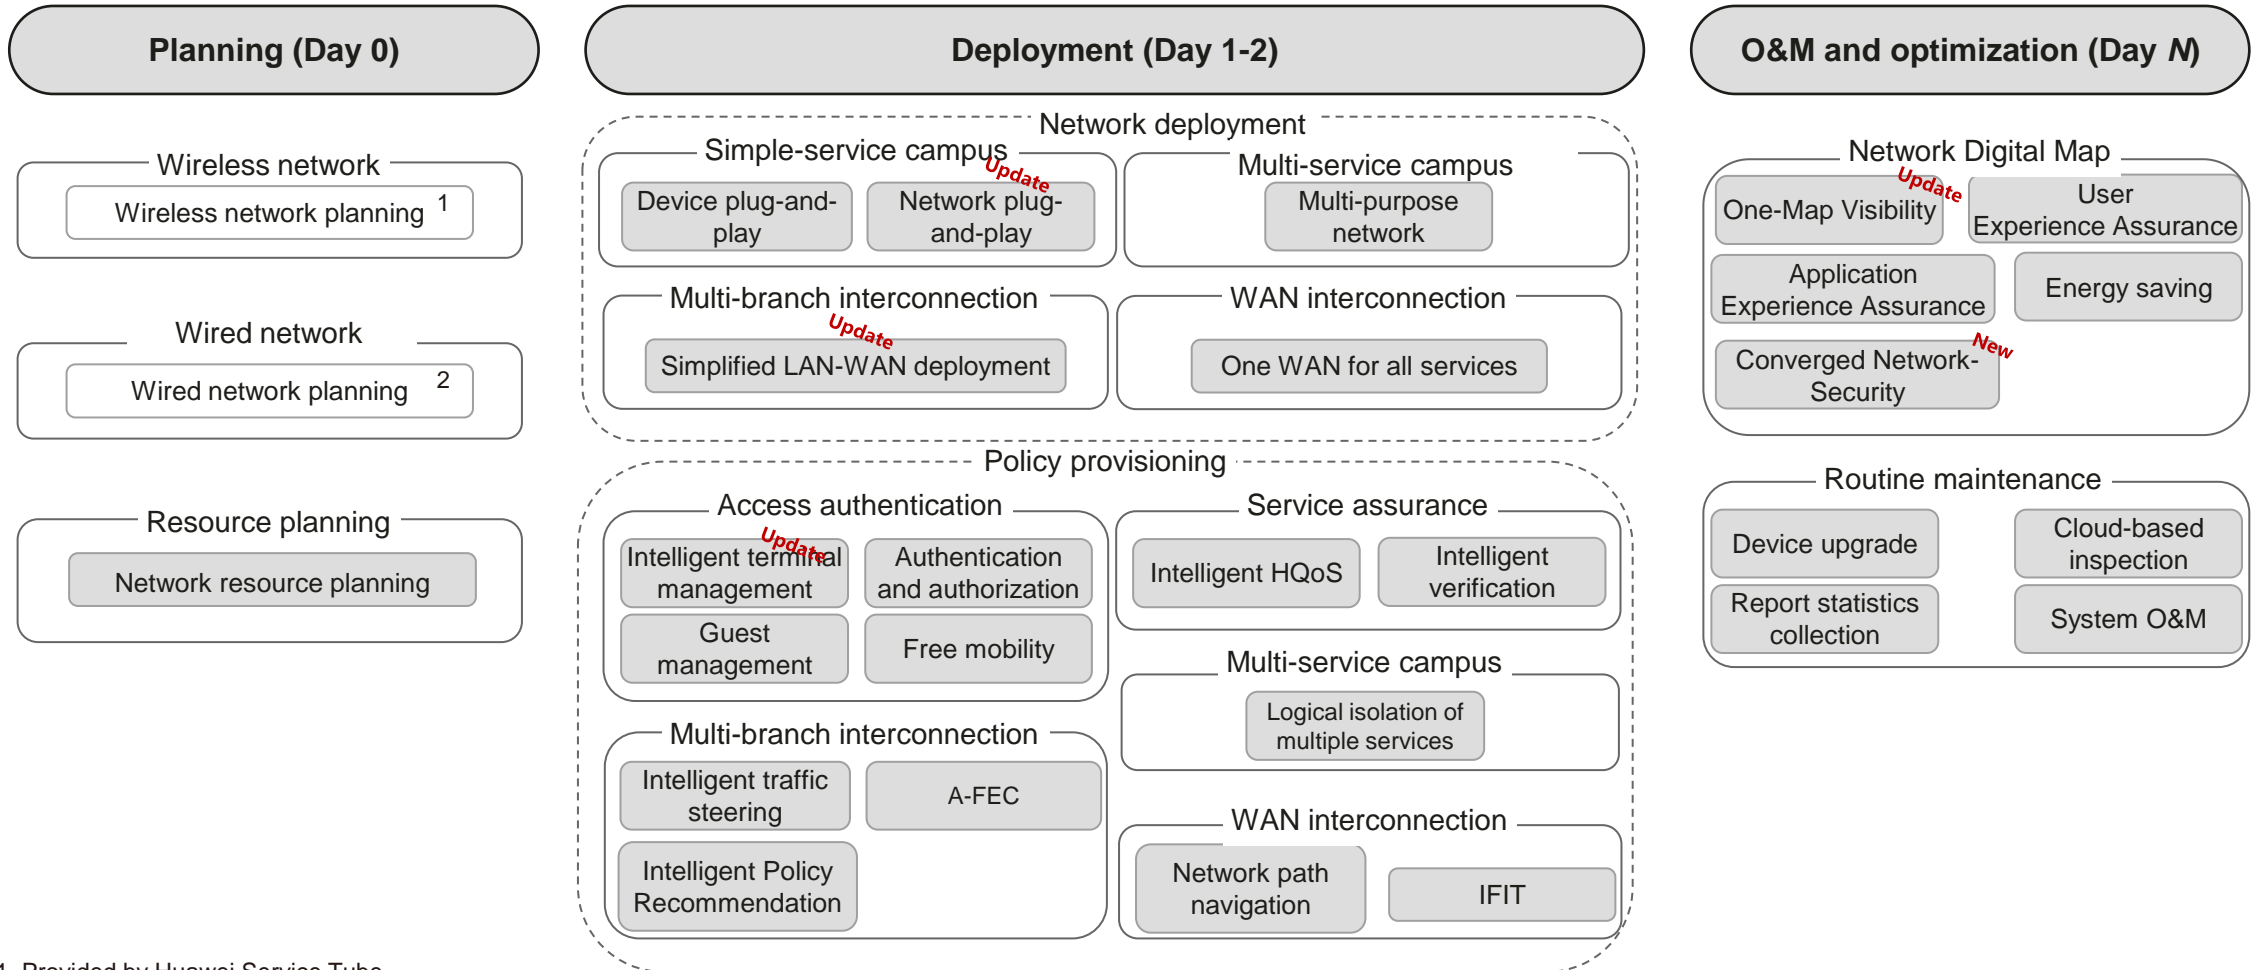 Planning (Day 0)
Wireless network
Wireless network planning 1
Wired network
Wired network planning 2
Resource planning
Network resource planning
Deployment (Day 1-2)
Network deployment
Simple-service campus
Update
Device plug-and-
play
Network plug-
and-play
Multi-service campus
Multi-purpose
network
Multi-branch interconnection
Update
Simplified LAN-WAN deployment
WAN interconnection
One WAN for all services
Policy provisioning
Access authentication
Update
Intelligent terminal
management
Authentication
and authorization
Guest
management
Free mobility
Service assurance
Intelligent HQoS
Intelligent
verification
Multi-service campus
Logical isolation of
multiple services
Multi-branch interconnection
Intelligent traffic
steering
A-FEC
Intelligent Policy
Recommendation
WAN interconnection
Network path
navigation
IFIT
O&M and optimization (Day N)
Network Digital Map
Update
One-Map Visibility
User
Experience Assurance
Application
Experience Assurance
Energy saving
New
Converged Network-
Security
Routine maintenance
Device upgrade
Cloud-based
inspection
Report statistics
collection
System O&M
1. Provided by Huawei Service Tube